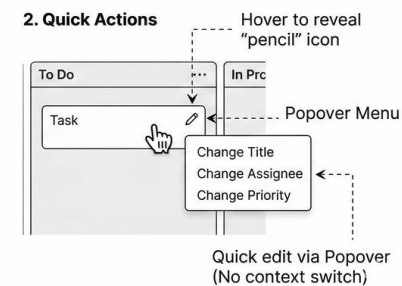 2. Quick Actions
Hover to reveal
“pencil” icon
To Do
In Prc
Task
Popover Menu
Change Title
Change Assignee
Change Priority
Quick edit via Popover
(No context switch)